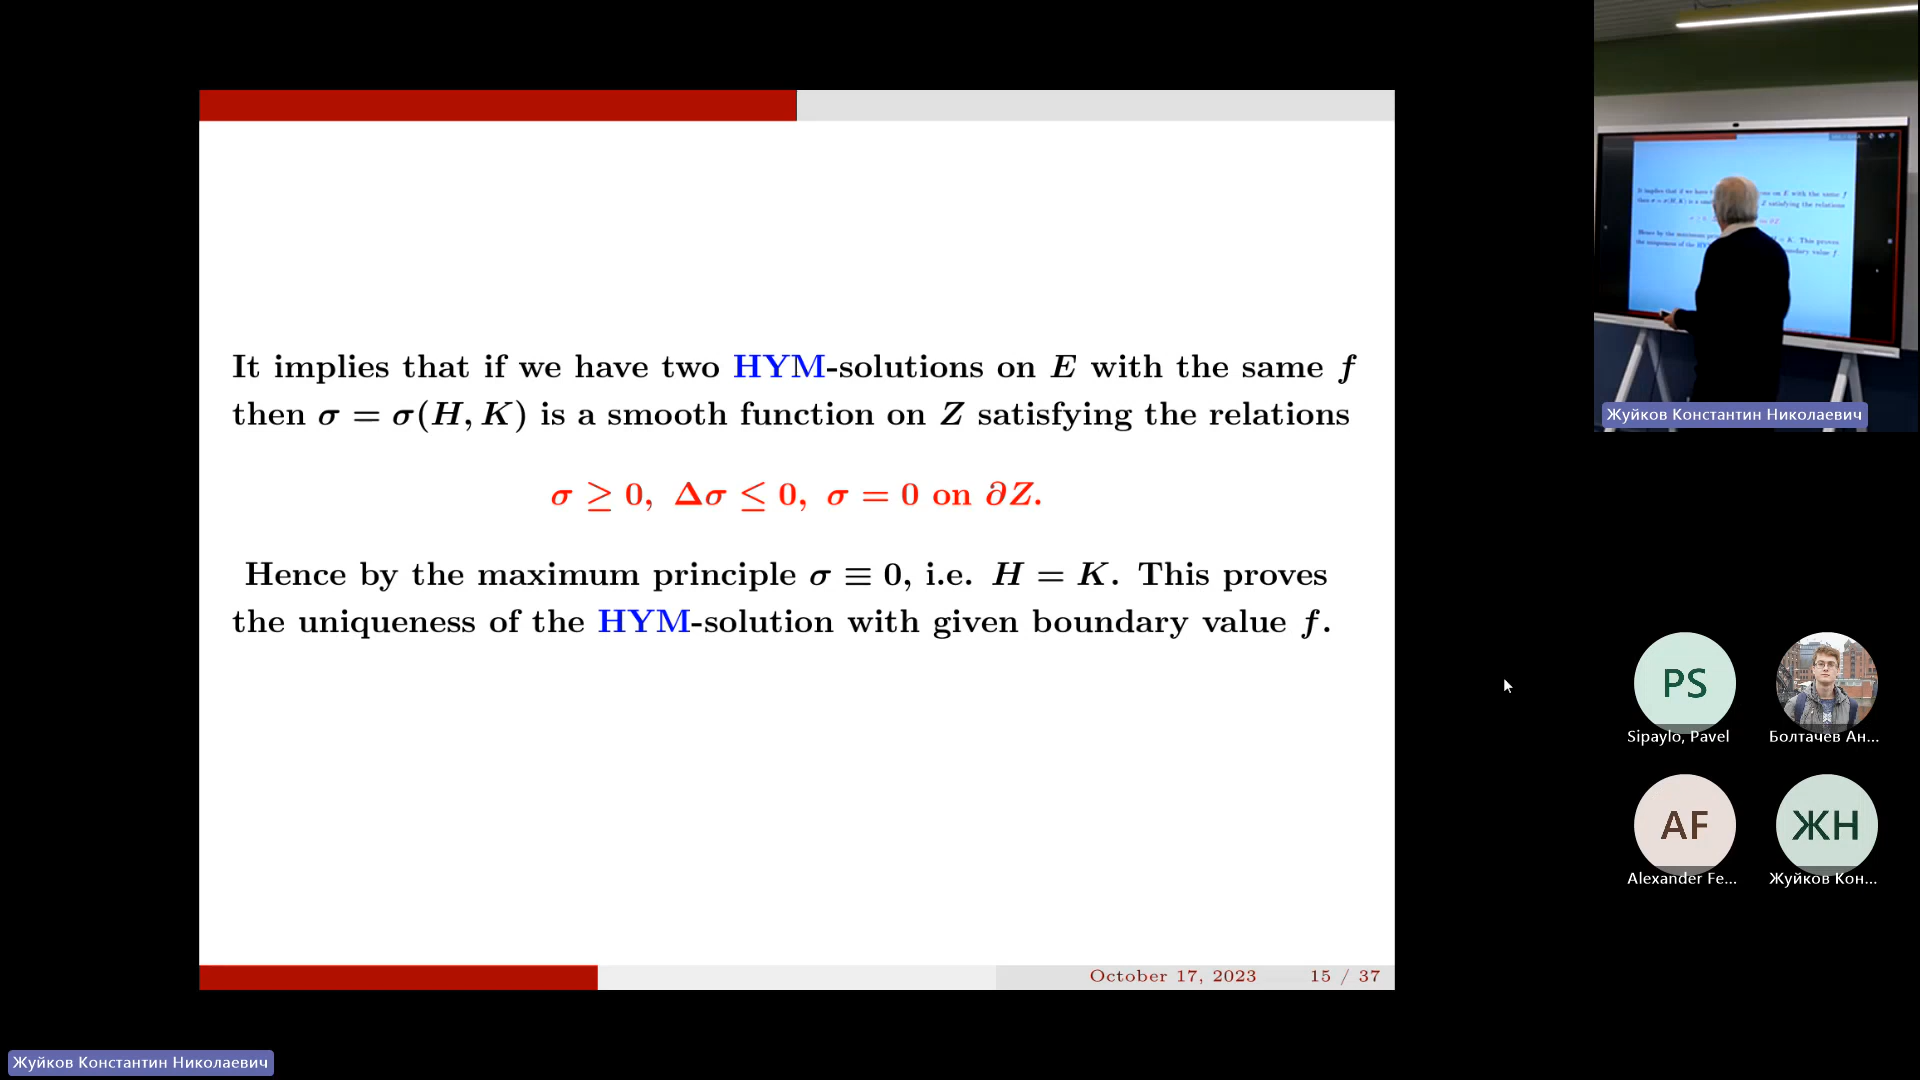 It implies that if we have two HYM-solutions on E with the same f
then σ = σ(H, K) is a smooth function on Z satisfying the relations
σ ≥ 0, Δσ ≤ 0, σ = 0 on ∂Z.
Hence by the maximum principle σ ≡ 0, i.e. H = K. This proves
the uniqueness of the HYM-solution with given boundary value f.
October 17, 2023 15 / 37
Жуйков Константин Николаевич
PS
Sipaylo, Pavel
Болтачев Ан...
AF
Alexander Fe...
ЖН
Жуйков Кон...
Жуйков Константин Николаевич